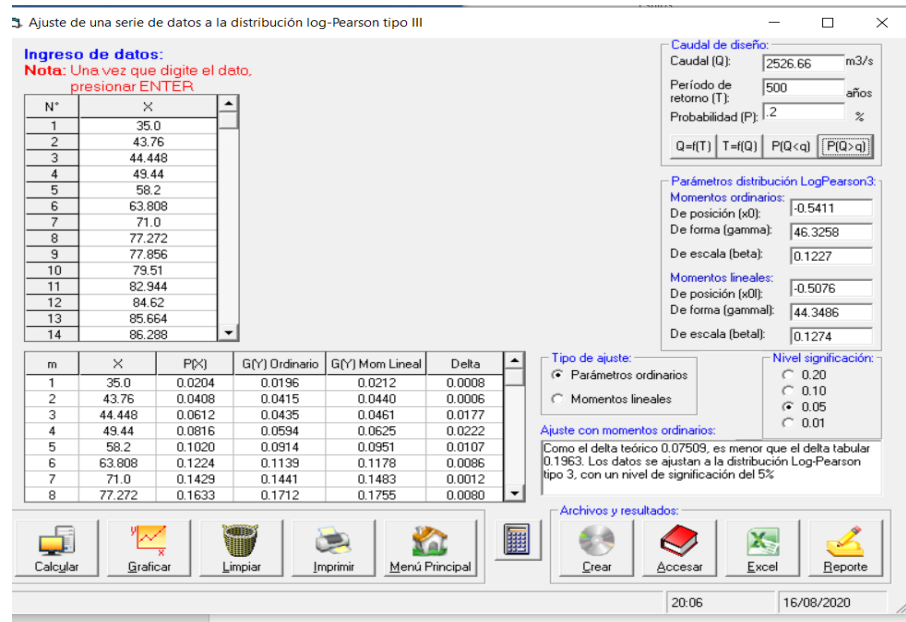 Ajuste de una serie de datos a la distribución log-Pearson tipo III
Ingreso de datos:
Nota: Una vez que digite el dato,
presionar ENTER
N° X
1 35.0
2 43.76
3 44.448
4 49.44
5 58.2
6 63.808
7 71.0
8 77.272
9 77.856
10 79.51
11 82.944
12 84.62
13 85.664
14 86.288
Caudal de diseño:
Caudal (Q): 2526.66 m3/s
Período de
retorno (T): 500 años
Probabilidad (P): .2 %
Q=f(T) T=f(Q) P(Q<q) P(Q>q)
Parámetros distribución LogPearson3:
Momentos ordinarios:
De posición (x0): -0.5411
De forma (gamma): 46.3258
De escala (beta): 0.1227
Momentos lineales:
De posición (x0l): -0.5076
De forma (gammal): 44.3486
De escala (betal): 0.1274
m X P(X) G(Y) Ordinario G(Y) Mom Lineal Delta
1 35.0 0.0204 0.0196 0.0212 0.0008
2 43.76 0.0408 0.0415 0.0440 0.0006
3 44.448 0.0612 0.0435 0.0461 0.0177
4 49.44 0.0816 0.0594 0.0625 0.0222
5 58.2 0.1020 0.0914 0.0951 0.0107
6 63.808 0.1224 0.1139 0.1178 0.0086
7 71.0 0.1429 0.1441 0.1483 0.0012
8 77.272 0.1633 0.1712 0.1755 0.0080
Tipo de ajuste:
Parámetros ordinarios
Momentos lineales
Nivel significación:
0.20
0.10
0.05
0.01
Ajuste con momentos ordinarios:
Como el delta teórico 0.07509, es menor que el delta tabular
0.1963. Los datos se ajustan a la distribución Log-Pearson
tipo 3, con un nivel de significación del 5%
Calcular Graficar Limpiar Imprimir Menú Principal
Archivos y resultados:
Crear Accesar Excel Reporte
20:06 16/08/2020